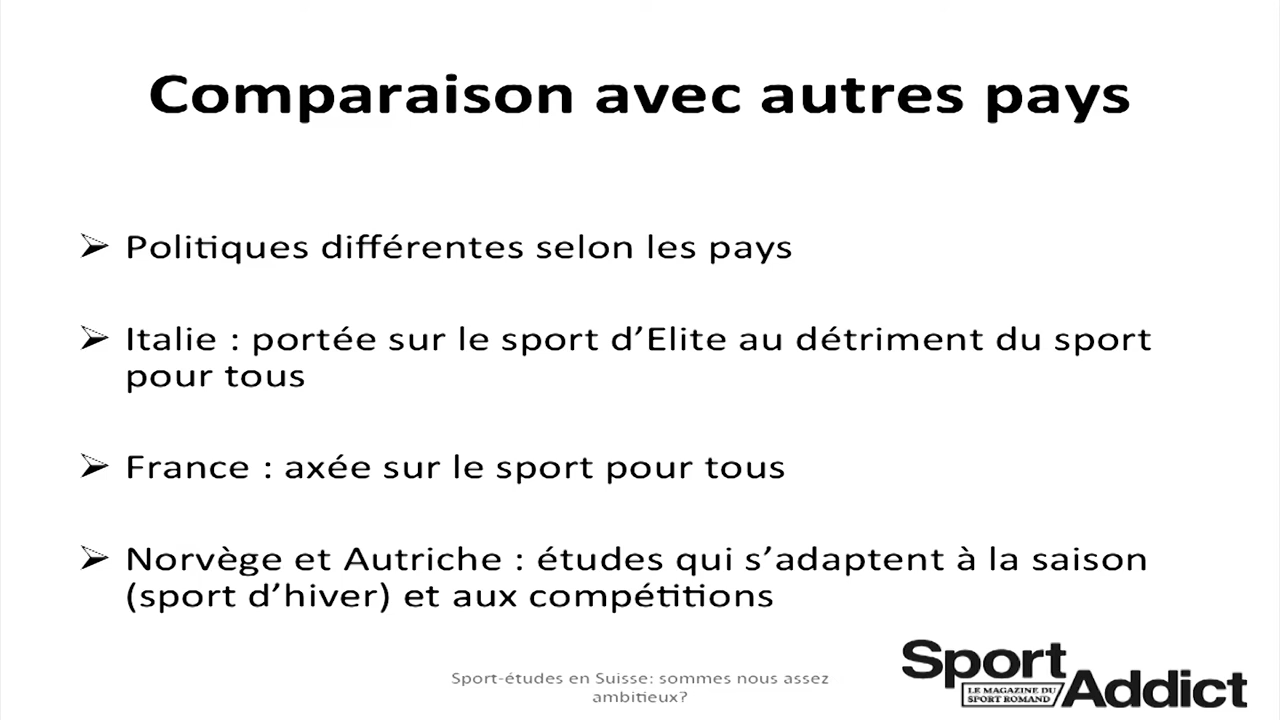 Comparaison avec autres pays
➢ Politiques différentes selon les pays
➢ Italie : portée sur le sport d’Elite au détriment du sport
pour tous
➢ France : axée sur le sport pour tous
➢ Norvège et Autriche : études qui s’adaptent à la saison
(sport d’hiver) et aux compétitions
Sport-études en Suisse: sommes nous assez
ambitieux?
Sport
LE MAGAZINE DU
SPORT ROMAND
Addict